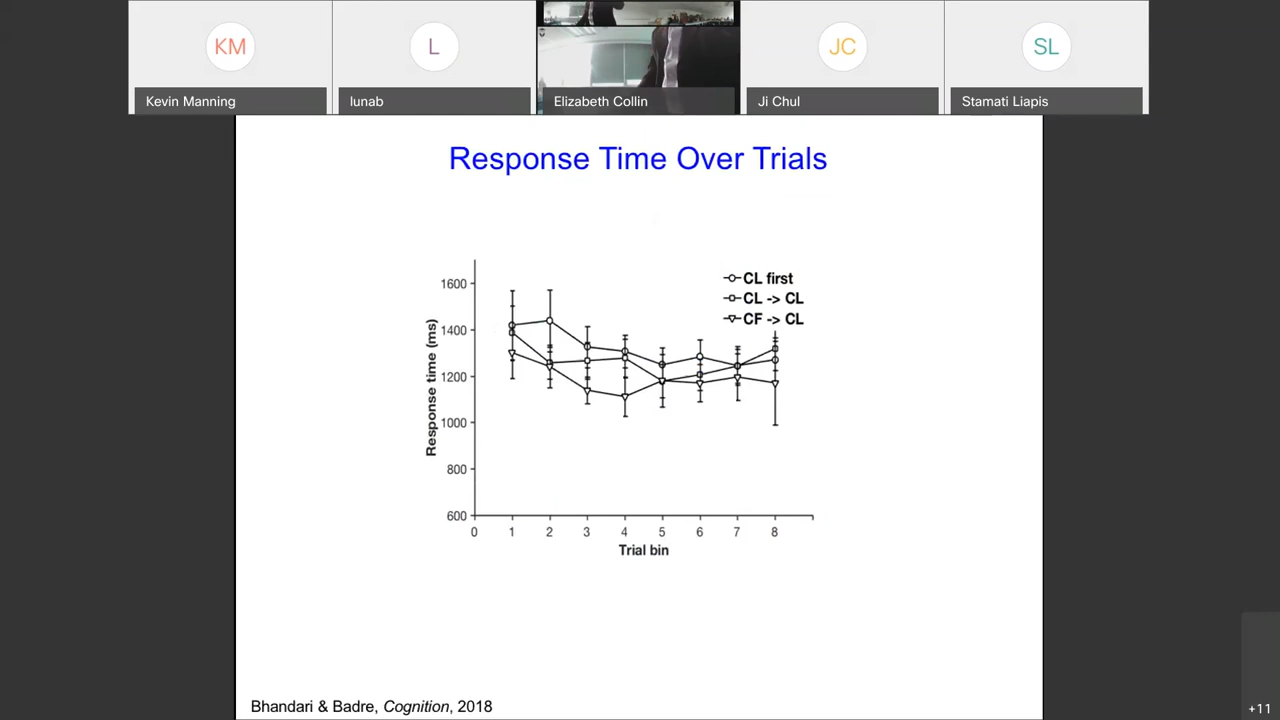 KM
L
JC
SL
Kevin Manning
lunab
Elizabeth Collin
Ji Chul
Stamati Liapis
Response Time Over Trials
CL first
CL -> CL
CF -> CL
1600
1400
1200
1000
800
600
Response time (ms)
0 1 2 3 4 5 6 7 8
Trial bin
Bhandari & Badre, Cognition, 2018
+11